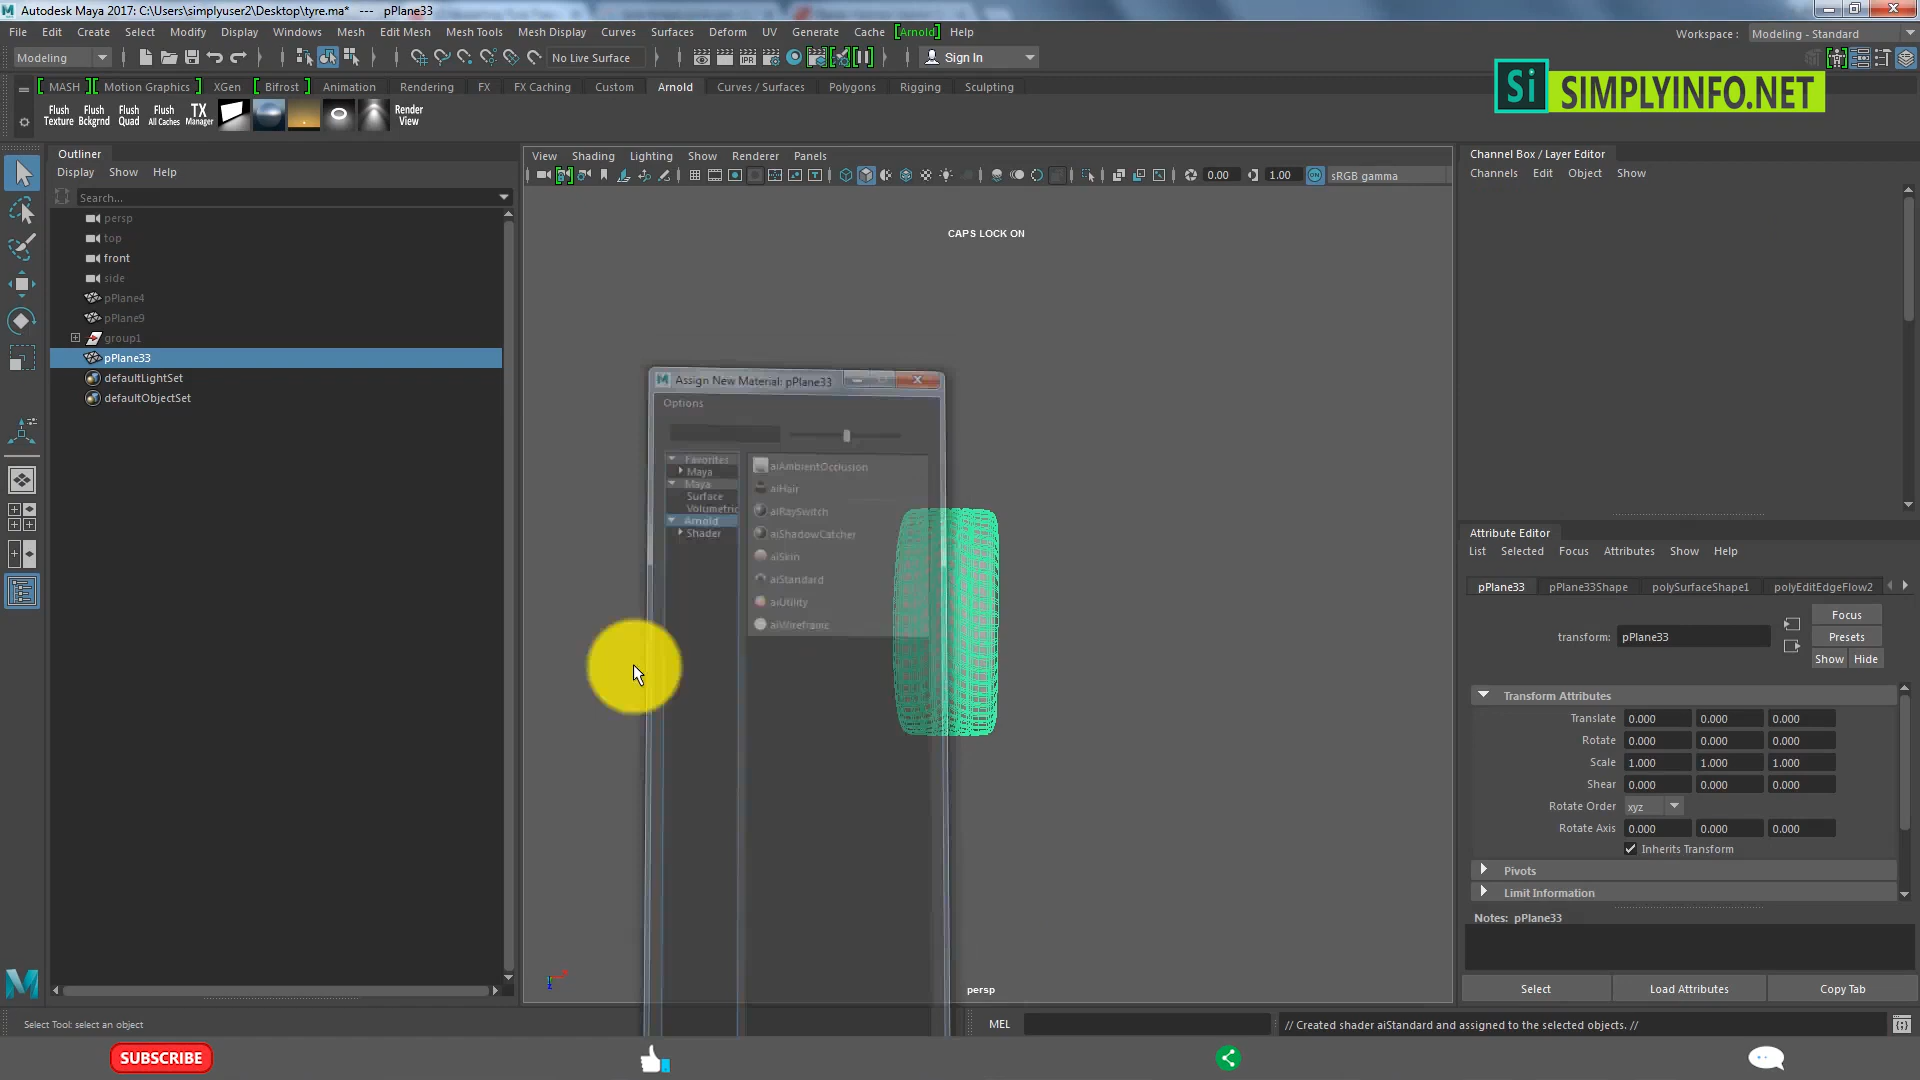 Autodesk Maya 2017: C:\Users\simplyuser2\Desktop\tyre.ma* --- pPlane33
File Edit Create Select Modify Display Windows Mesh Edit Mesh Mesh Tools Mesh Display Curves Surfaces Deform UV Generate Cache [Arnold] Help
Workspace : Modeling - Standard
Modeling
IPR
No Live Surface
Sign In
Si SIMPLYINFO.NET
MASH Motion Graphics XGen Bifrost Animation Rendering FX FX Caching Custom Arnold Curves / Surfaces Polygons Rigging Sculpting
Flush Texture
Flush Bckgrnd
Flush Quad
Flush All Caches
TX Manager
Render View
Outliner
Display Show Help
Search...
persp
top
front
side
pPlane4
pPlane9
group1
pPlane33
defaultLightSet
defaultObjectSet
View Shading Lighting Show Renderer Panels
0.00 1.00 ON sRGB gamma
CAPS LOCK ON
Assign New Material: pPlane33
Options
Favorites
Maya
Maya
Surface
Volumetric
Arnold
Shader
aiAmbientOcclusion
aiHair
aiRaySwitch
aiShadowCatcher
aiSkin
aiStandard
aiUtility
aiWireframe
persp
Channel Box / Layer Editor
Channels Edit Object Show
Attribute Editor
List Selected Focus Attributes Show Help
pPlane33 pPlane33Shape polySurfaceShape1 polyEditEdgeFlow2
transform: pPlane33
Focus
Presets
Show Hide
Transform Attributes
Translate 0.000 0.000 0.000
Rotate 0.000 0.000 0.000
Scale 1.000 1.000 1.000
Shear 0.000 0.000 0.000
Rotate Order xyz
Rotate Axis 0.000 0.000 0.000
Inherits Transform
Pivots
Limit Information
Notes: pPlane33
Select Load Attributes Copy Tab
Select Tool: select an object
MEL
// Created shader aiStandard and assigned to the selected objects. //
SUBSCRIBE